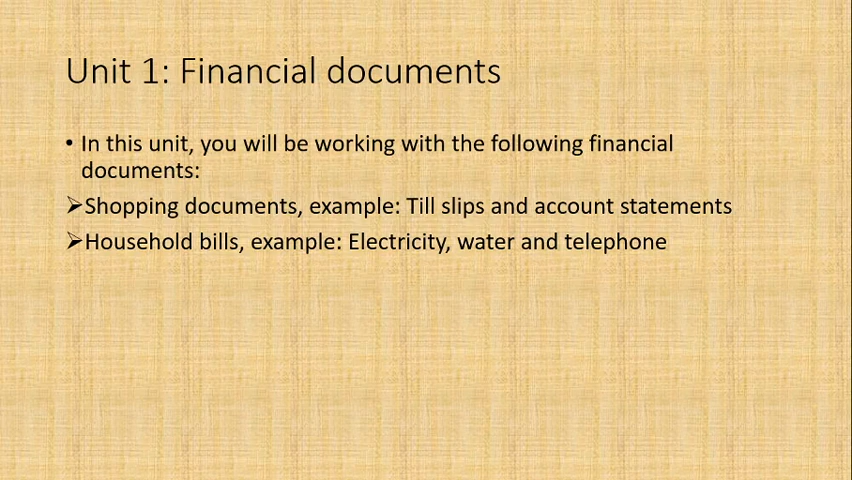 Unit 1: Financial documents
• In this unit, you will be working with the following financial
documents:
➢Shopping documents, example: Till slips and account statements
➢Household bills, example: Electricity, water and telephone